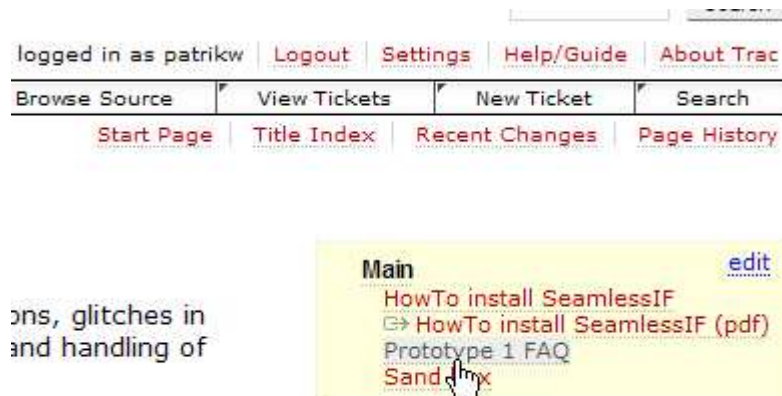 logged in as patrikw Logout Settings Help/Guide About Trac
Browse Source View Tickets New Ticket Search
Start Page Title Index Recent Changes Page History
Main edit
HowTo install SeamlessIF
HowTo install SeamlessIF (pdf)
ons, glitches in
and handling of
Prototype 1 FAQ